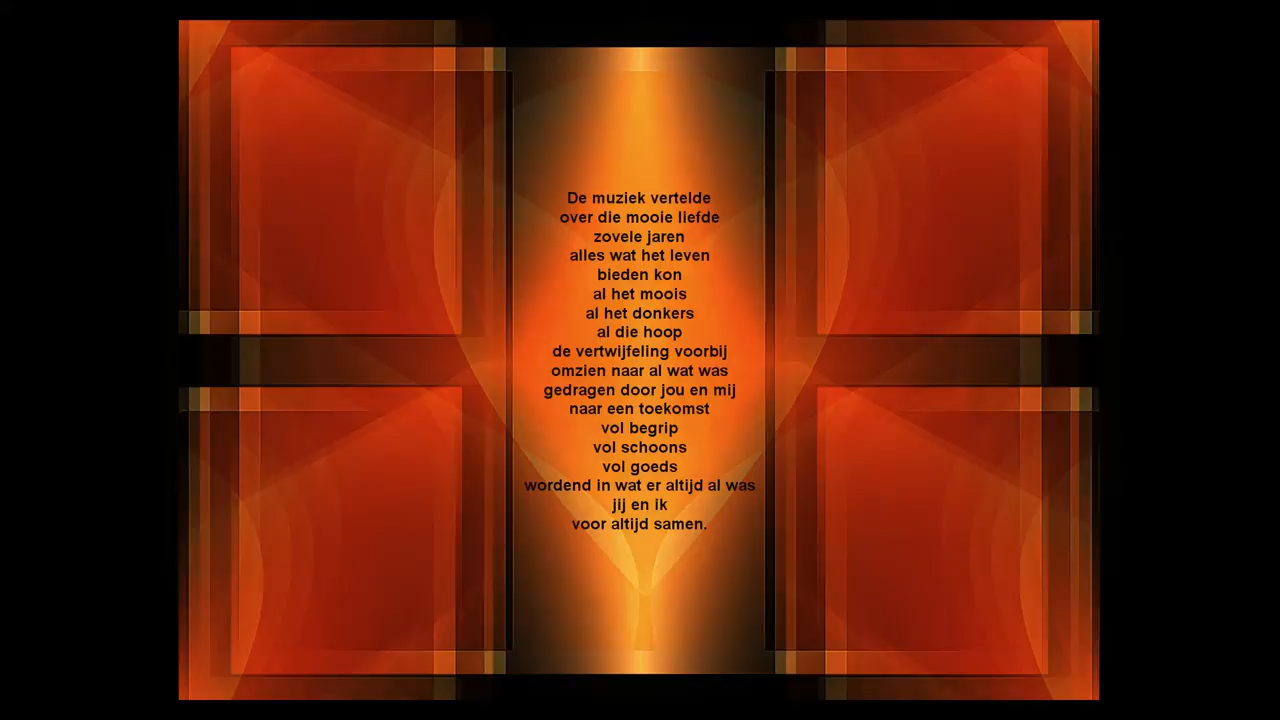 De muziek vertelde
over die mooie liefde
zovele jaren
alles wat het leven
bieden kon
al het moois
al het donkers
al die hoop
de vertwijfeling voorbij
omzien naar al wat was
gedragen door jou en mij
naar een toekomst
vol begrip
vol schoons
vol goeds
wordend in wat er altijd al was
jij en ik
voor altijd samen.